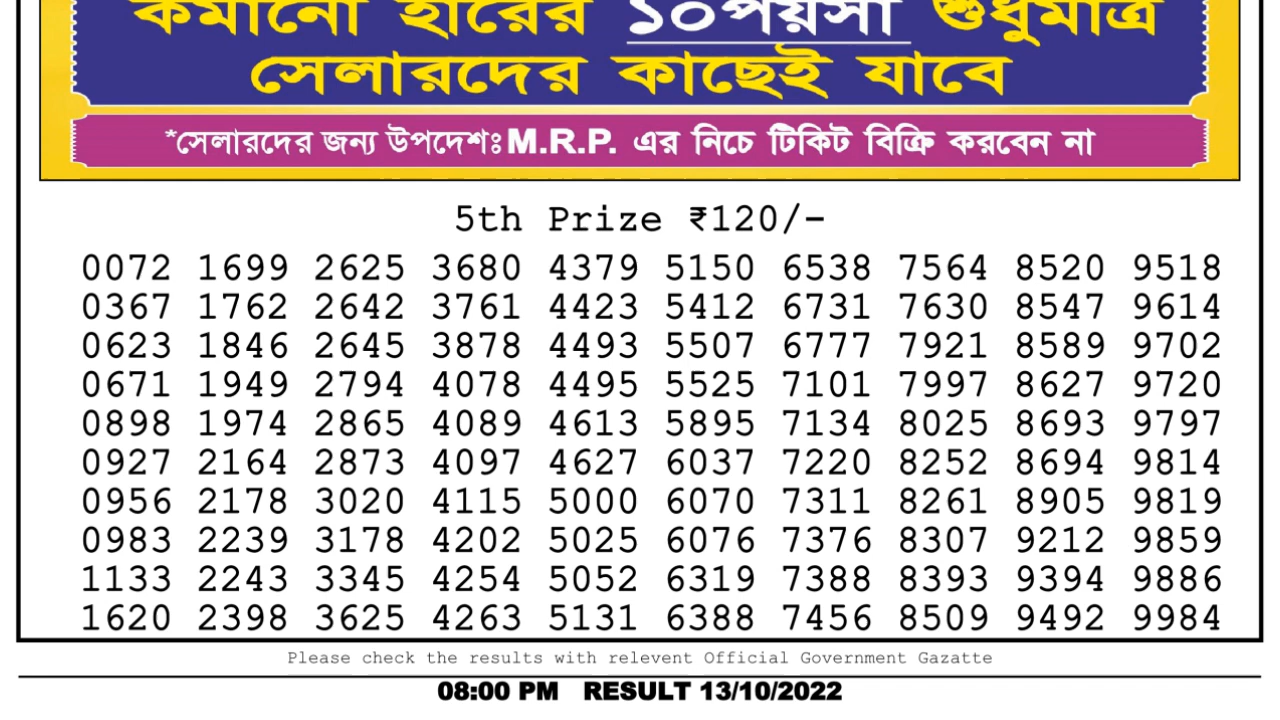 কমানো হারের ১০পয়সা শুধুমাত্র
সেলারদের কাছেই যাবে
*সেলারদের জন্য উপদেশঃ M.R.P. এর নিচে টিকিট বিক্রি করবেন না
5th Prize ₹120/-
0072 1699 2625 3680 4379 5150 6538 7564 8520 9518
0367 1762 2642 3761 4423 5412 6731 7630 8547 9614
0623 1846 2645 3878 4493 5507 6777 7921 8589 9702
0671 1949 2794 4078 4495 5525 7101 7997 8627 9720
0898 1974 2865 4089 4613 5895 7134 8025 8693 9797
0927 2164 2873 4097 4627 6037 7220 8252 8694 9814
0956 2178 3020 4115 5000 6070 7311 8261 8905 9819
0983 2239 3178 4202 5025 6076 7376 8307 9212 9859
1133 2243 3345 4254 5052 6319 7388 8393 9394 9886
1620 2398 3625 4263 5131 6388 7456 8509 9492 9984
Please check the results with relevent Official Government Gazatte
08:00 PM RESULT 13/10/2022